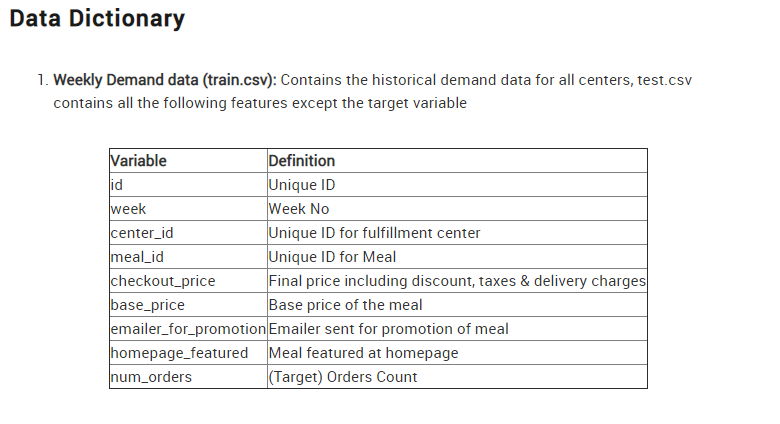 Data Dictionary
1. Weekly Demand data (train.csv): Contains the historical demand data for all centers, test.csv
contains all the following features except the target variable
Variable Definition
id Unique ID
week Week No
center_id Unique ID for fulfillment center
meal_id Unique ID for Meal
checkout_price Final price including discount, taxes & delivery charges
base_price Base price of the meal
emailer_for_promotion Emailer sent for promotion of meal
homepage_featured Meal featured at homepage
num_orders (Target) Orders Count